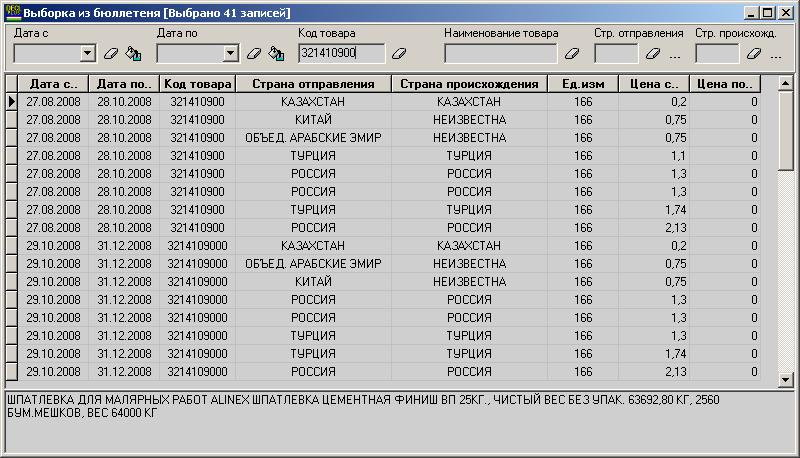 Выборка из бюллетеня [Выбрано 41 записей]
Дата с Дата по Код товара Наименование товара Стр. отправления Стр. происхожд.
321410900 ... ...
Дата с.. Дата по.. Код товара Страна отправления Страна происхождения Ед.изм Цена с.. Цена по..
27.08.2008 28.10.2008 321410900 КАЗАХСТАН КАЗАХСТАН 166 0,2 0
27.08.2008 28.10.2008 321410900 КИТАЙ НЕИЗВЕСТНА 166 0,75 0
27.08.2008 28.10.2008 321410900 ОБЪЕД. АРАБСКИЕ ЭМИР НЕИЗВЕСТНА 166 0,75 0
27.08.2008 28.10.2008 321410900 ТУРЦИЯ ТУРЦИЯ 166 1,1 0
27.08.2008 28.10.2008 321410900 РОССИЯ РОССИЯ 166 1,3 0
27.08.2008 28.10.2008 321410900 РОССИЯ РОССИЯ 166 1,3 0
27.08.2008 28.10.2008 321410900 ТУРЦИЯ ТУРЦИЯ 166 1,74 0
27.08.2008 28.10.2008 321410900 РОССИЯ РОССИЯ 166 2,13 0
29.10.2008 31.12.2008 3214109000 КАЗАХСТАН КАЗАХСТАН 166 0,2 0
29.10.2008 31.12.2008 3214109000 ОБЪЕД. АРАБСКИЕ ЭМИР НЕИЗВЕСТНА 166 0,75 0
29.10.2008 31.12.2008 3214109000 КИТАЙ НЕИЗВЕСТНА 166 0,75 0
29.10.2008 31.12.2008 3214109000 РОССИЯ РОССИЯ 166 1,3 0
29.10.2008 31.12.2008 3214109000 РОССИЯ РОССИЯ 166 1,3 0
29.10.2008 31.12.2008 3214109000 ТУРЦИЯ ТУРЦИЯ 166 1,3 0
29.10.2008 31.12.2008 3214109000 ТУРЦИЯ ТУРЦИЯ 166 1,74 0
29.10.2008 31.12.2008 3214109000 РОССИЯ РОССИЯ 166 2,13 0
ШПАТЛЕВКА ДЛЯ МАЛЯРНЫХ РАБОТ ALINEX ШПАТЛЕВКА ЦЕМЕНТНАЯ ФИНИШ ВП 25КГ., ЧИСТЫЙ ВЕС БЕЗ УПАК. 63692,80 КГ, 2560
БУМ.МЕШКОВ, ВЕС 64000 КГ